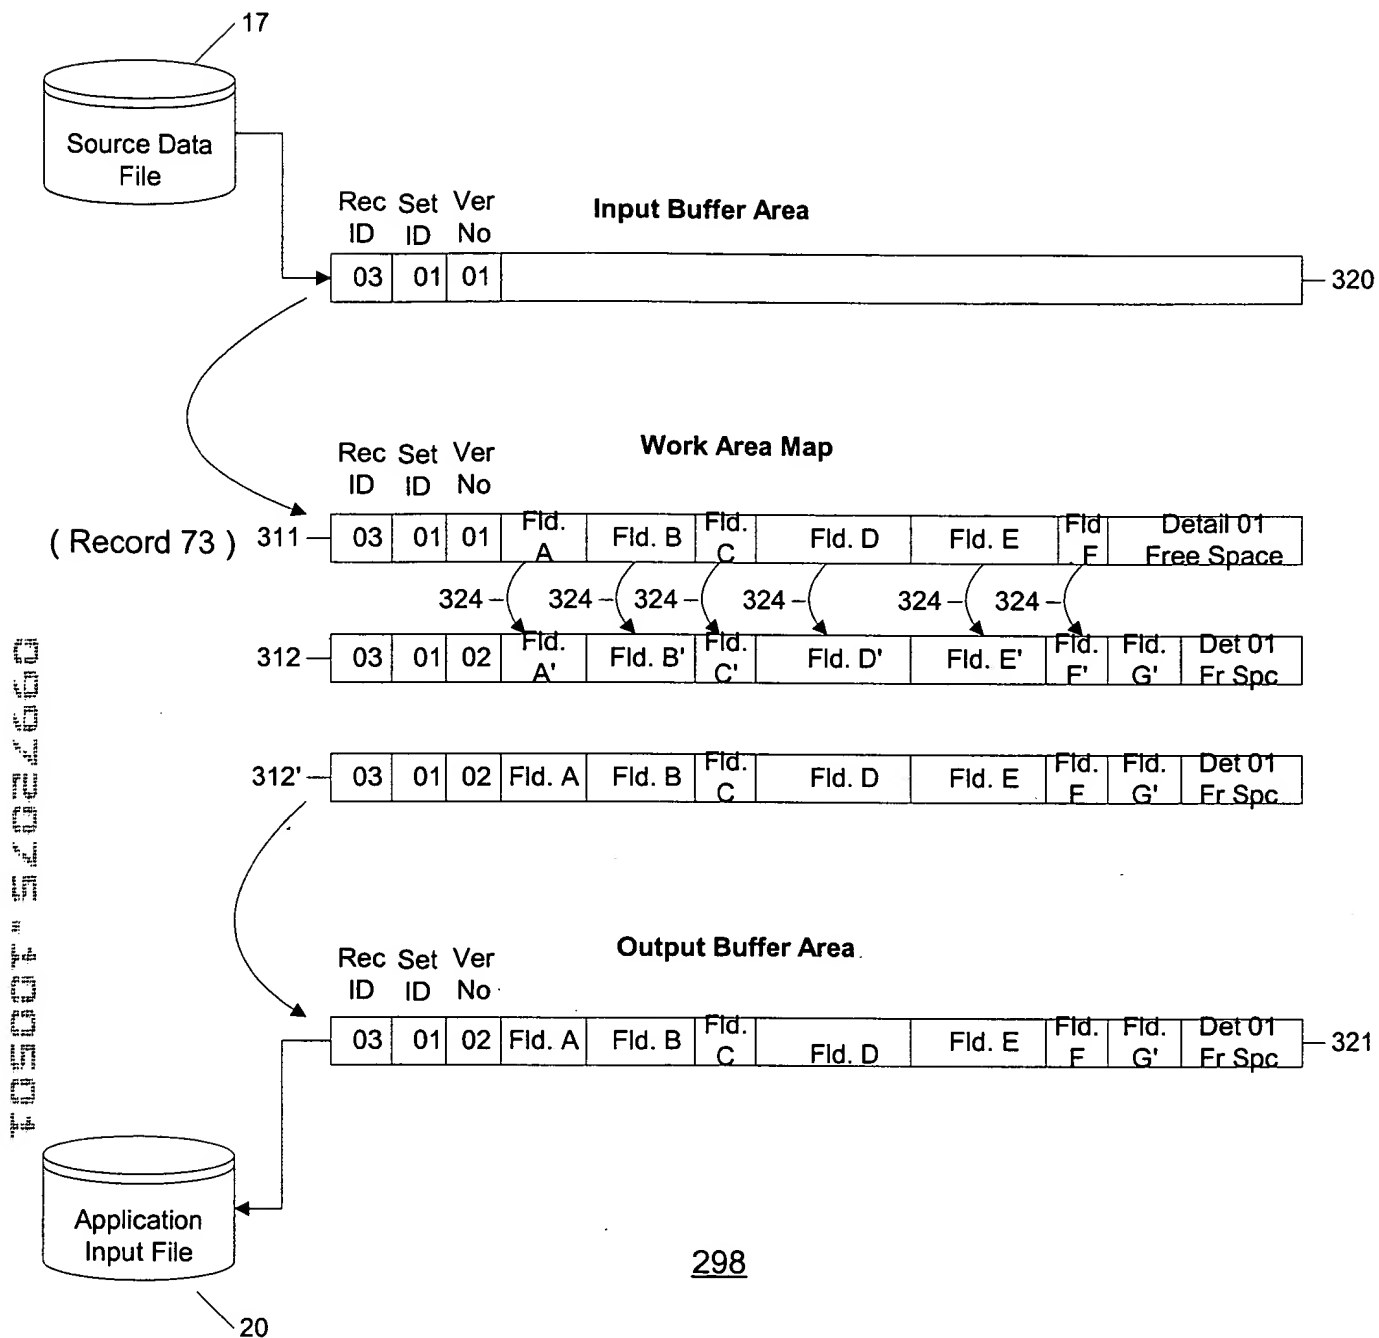 17
Source Data
File
Rec Set Ver
ID ID No
Input Buffer Area
03 01 01
320
Work Area Map
Rec Set Ver
ID ID No
( Record 73 ) 311 03 01 01 Fld. A Fld. B Fld. C Fld. D Fld. E Fld F Detail 01 Free Space
324 324 324 324 324 324
312 03 01 02 Fld. A' Fld. B' Fld. C' Fld. D' Fld. E' Fld. F' Fld. G' Det 01 Fr Spc
312' 03 01 02 Fld. A Fld. B Fld. C Fld. D Fld. E Fld. F Fld. G' Det 01 Fr Spc
Output Buffer Area
Rec Set Ver
ID ID No
03 01 02 Fld. A Fld. B Fld. C Fld. D Fld. E Fld. F Fld. G' Det 01 Fr Spc
321
Application
Input File
20
298
09972075.100501